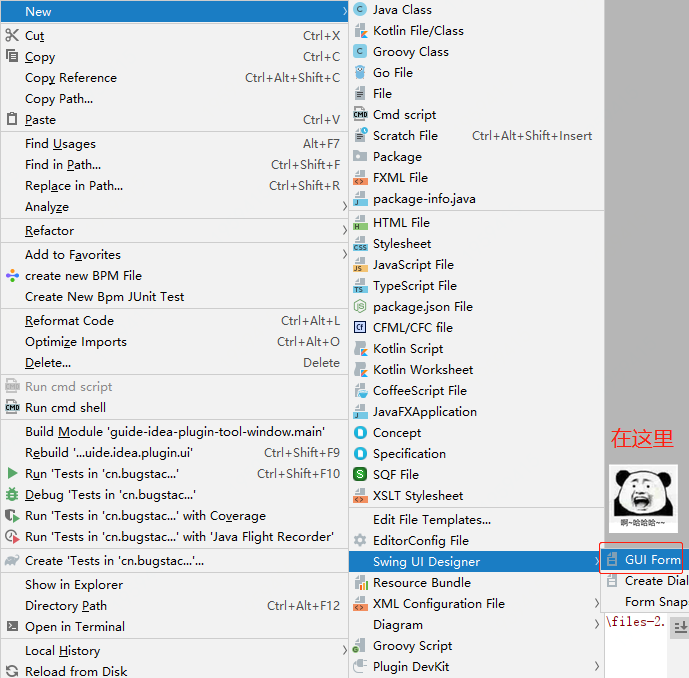 New
Cut Ctrl+X
Copy Ctrl+C
Copy Reference Ctrl+Alt+Shift+C
Copy Path...
Paste Ctrl+V
Find Usages Alt+F7
Find in Path... Ctrl+Shift+F
Replace in Path... Ctrl+Shift+R
Analyze
Refactor
Add to Favorites
create new BPM File
Create New Bpm JUnit Test
Reformat Code Ctrl+Alt+L
Optimize Imports Ctrl+Alt+O
Delete... Delete
Run cmd script
CMD Run cmd shell
Build Module 'guide-idea-plugin-tool-window.main'
Rebuild '...uide.idea.plugin.ui' Ctrl+Shift+F9
Run 'Tests in 'cn.bugstac...' Ctrl+Shift+F10
Debug 'Tests in 'cn.bugstac...'
Run 'Tests in 'cn.bugstac...' with Coverage
Run 'Tests in 'cn.bugstac...' with 'Java Flight Recorder'
Create 'Tests in 'cn.bugstac...'...
Show in Explorer
Directory Path Ctrl+Alt+F12
Open in Terminal
Local History
Reload from Disk
C Java Class
Kotlin File/Class
C Groovy Class
Go File
File
CMD Cmd script
Scratch File Ctrl+Alt+Shift+Insert
Package
FXML File
package-info.java
H HTML File
CSS Stylesheet
JS JavaScript File
TS TypeScript File
package.json File
Cf CFML/CFC file
Kotlin Script
Kotlin Worksheet
CoffeeScript File
JavaFXApplication
Concept
Specification
S SQF File
XSLT Stylesheet
Edit File Templates...
EditorConfig File
Swing UI Designer
Resource Bundle
XML Configuration File
Diagram
Groovy Script
Plugin DevKit
在这里
啊~哈哈哈~~
GUI Form
Create Dial
Form Snap
\files-2.